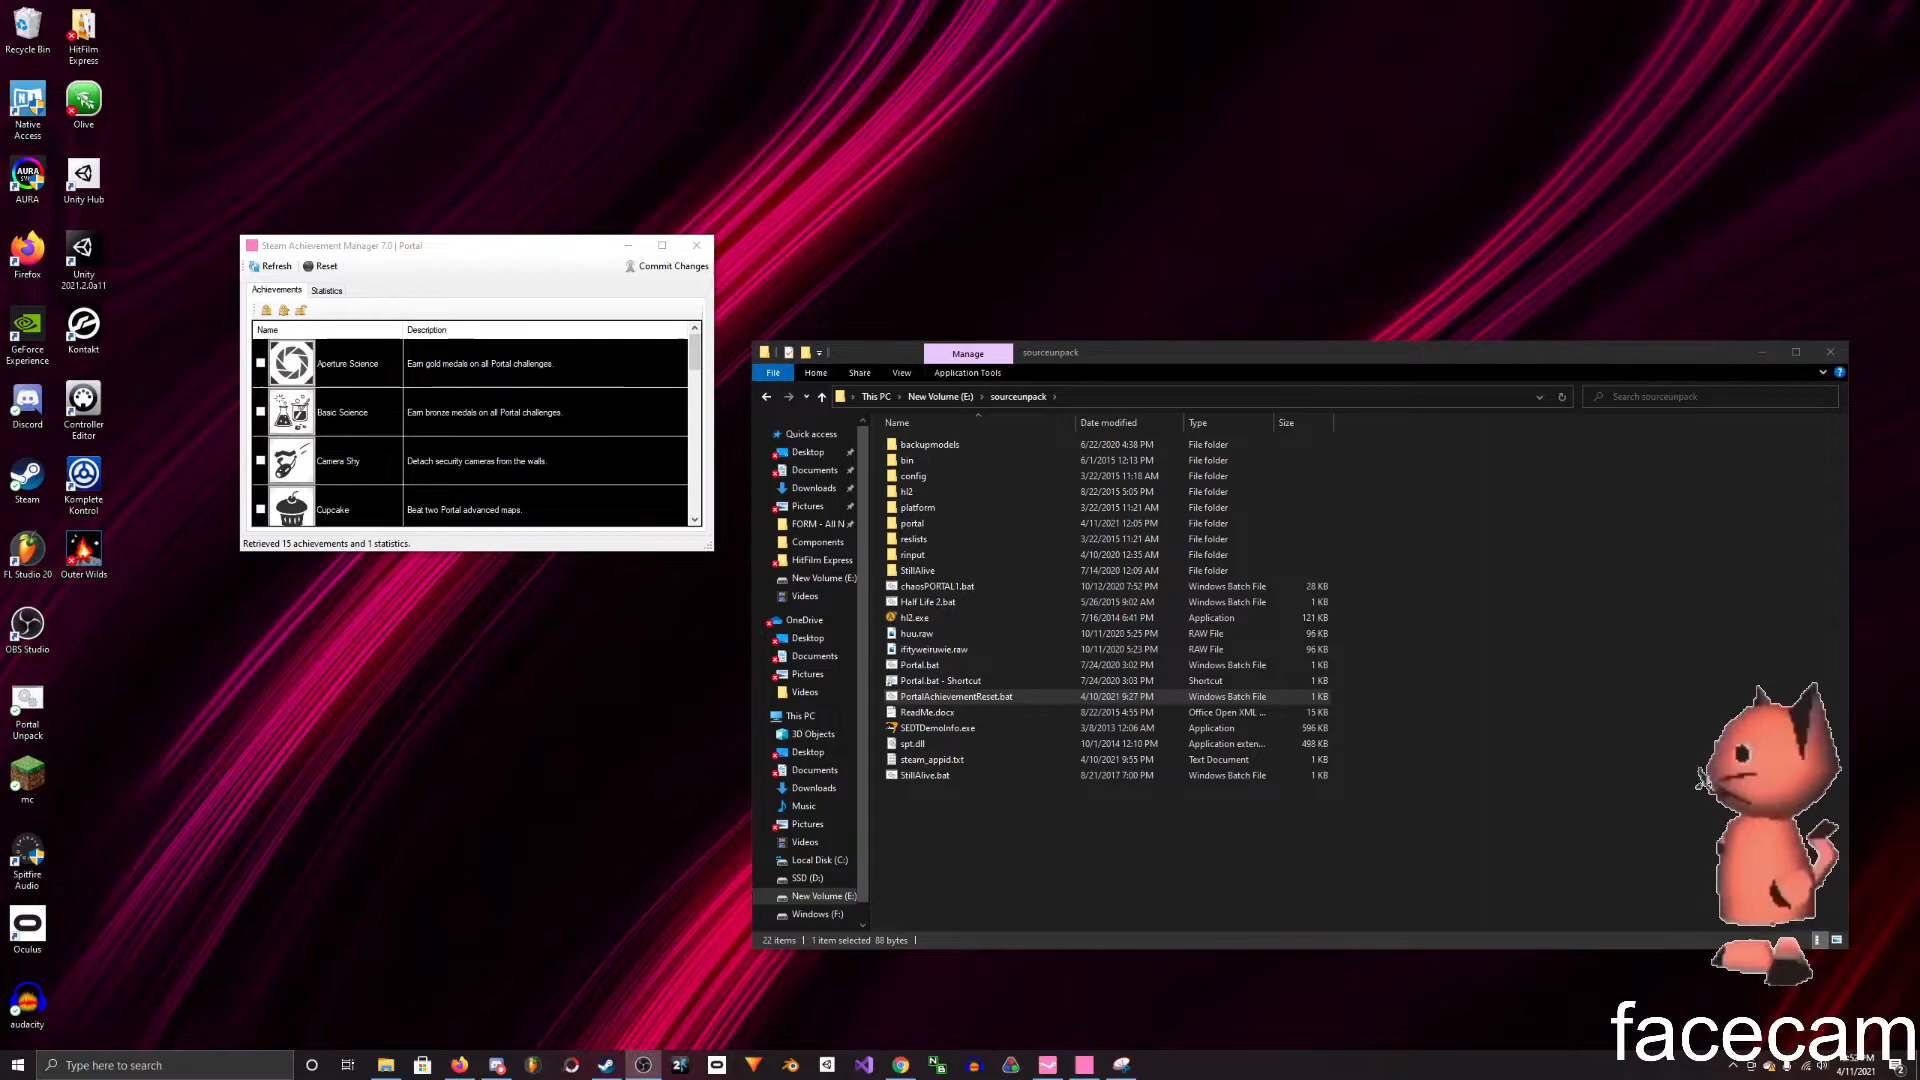 Recycle Bin
HitFilm
Express
Native
Access
Olive
AURA
Unity Hub
Firefox
Unity
2021.2.0a11
GeForce
Experience
Kontakt
Discord
Controller
Editor
Steam
Komplete
Kontrol
FL Studio 20
Outer Wilds
OBS Studio
Portal
Unpack
mc
Spitfire
Audio
Oculus
audacity
Steam Achievement Manager 7.0 | Portal
Refresh
Reset
Commit Changes
Achievements
Statistics
Name
Description
Aperture Science
Earn gold medals on all Portal challenges.
Basic Science
Earn bronze medals on all Portal challenges.
Camera Shy
Detach security cameras from the walls.
Cupcake
Beat two Portal advanced maps.
Retrieved 15 achievements and 1 statistics.
Manage
sourceunpack
File
Home
Share
View
Application Tools
This PC > New Volume (E:) > sourceunpack >
Search sourceunpack
Quick access
Desktop
Documents
Downloads
Pictures
FORM - All N
Components
HitFilm Express
New Volume (E:)
Videos
OneDrive
Desktop
Documents
Pictures
Videos
This PC
3D Objects
Desktop
Documents
Downloads
Music
Pictures
Videos
Local Disk (C:)
SSD (D:)
New Volume (E:)
Windows (F:)
Name Date modified Type Size
backupmodels 6/22/2020 4:38 PM File folder
bin 6/1/2015 12:13 PM File folder
config 3/22/2015 11:18 AM File folder
hl2 8/22/2015 5:05 PM File folder
platform 3/22/2015 11:21 AM File folder
portal 4/11/2021 12:05 PM File folder
reslists 3/22/2015 11:21 AM File folder
rinput 4/10/2020 12:35 AM File folder
StillAlive 7/14/2020 12:09 AM File folder
chaosPORTAL1.bat 10/12/2020 7:52 PM Windows Batch File 28 KB
Half Life 2.bat 5/26/2015 9:02 AM Windows Batch File 1 KB
hl2.exe 7/16/2014 6:41 PM Application 121 KB
huu.raw 10/11/2020 5:25 PM RAW File 96 KB
ifityweiruwie.raw 10/11/2020 5:23 PM RAW File 96 KB
Portal.bat 7/24/2020 3:02 PM Windows Batch File 1 KB
Portal.bat - Shortcut 7/24/2020 3:03 PM Shortcut 1 KB
PortalAchievementReset.bat 4/10/2021 9:27 PM Windows Batch File 1 KB
ReadMe.docx 8/22/2015 4:55 PM Office Open XML ... 15 KB
SEDTDemoInfo.exe 3/8/2013 12:06 AM Application 596 KB
spt.dll 10/1/2014 12:10 PM Application exten... 498 KB
steam_appid.txt 4/10/2021 9:55 PM Text Document 1 KB
StillAlive.bat 8/21/2017 7:00 PM Windows Batch File 1 KB
22 items
1 item selected 88 bytes
facecam
Type here to search
4/11/2021